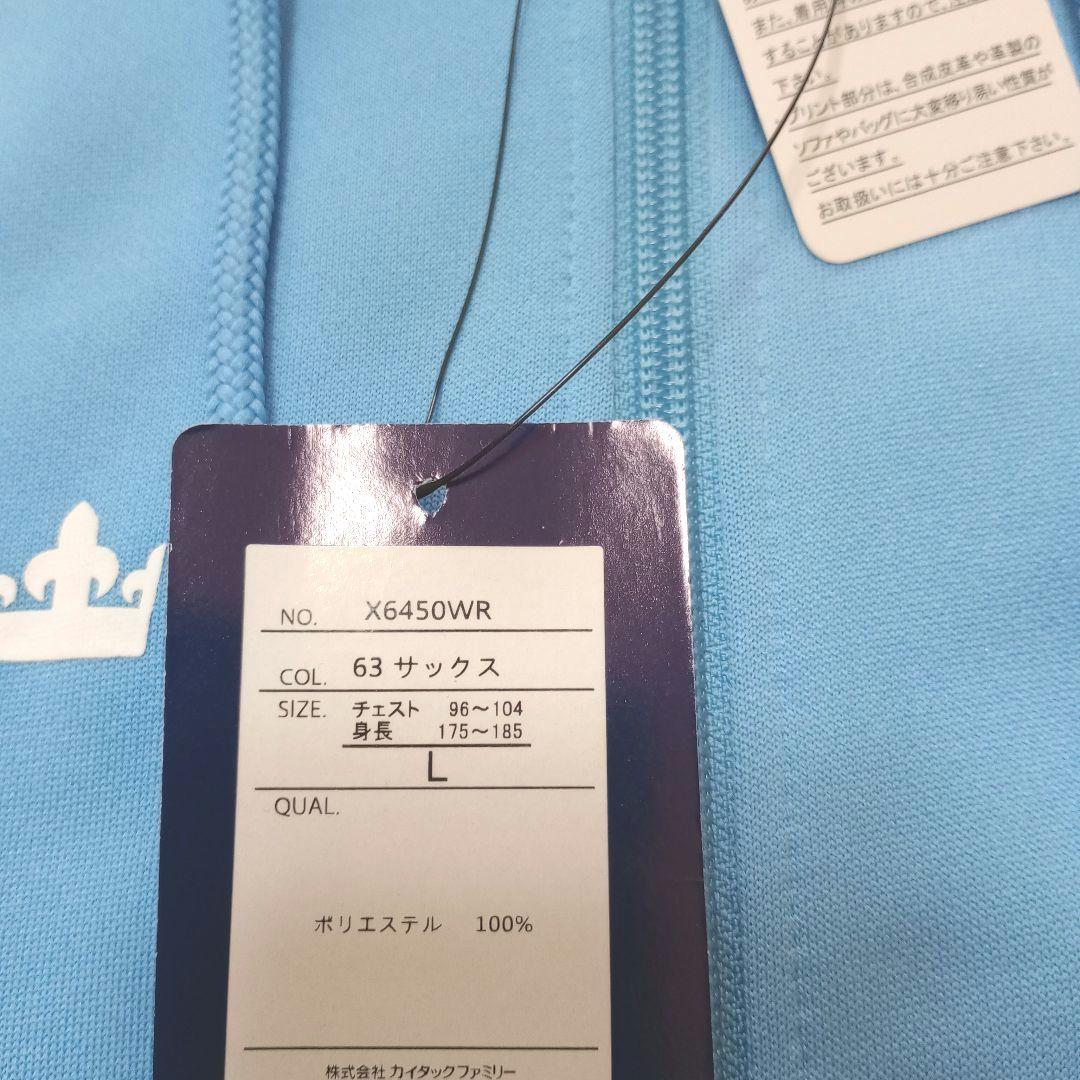 また、着用
することがありますので、注意
下さい。
プリント部分は、合成皮革や革製の
ソファやバッグに大変移り易い性質が
ございます。
お取扱いには十分ご注意下さい。
NO. X6450WR
COL. 63 サックス
SIZE. チェスト 96～104
身長 175～185
L
QUAL.
ポリエステル 100%
株式会社 カイタックファミリー